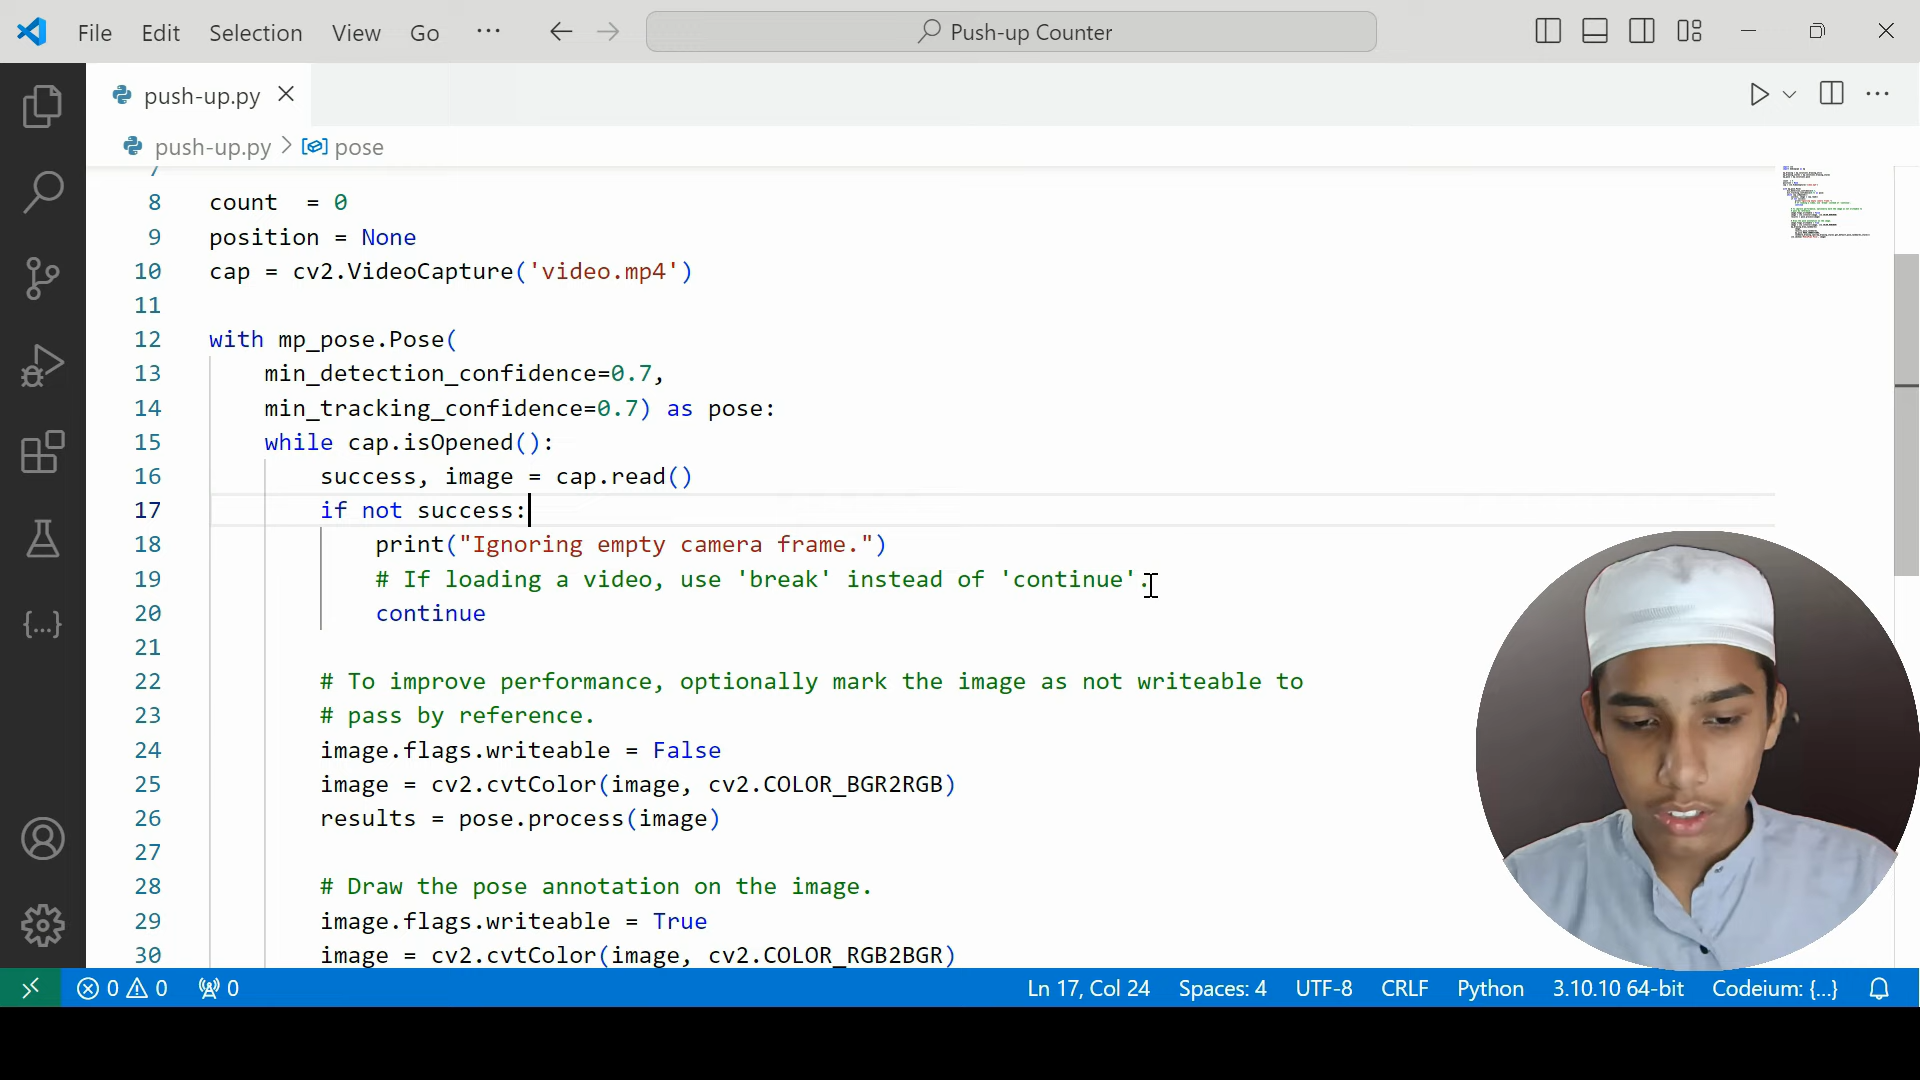 File Edit Selection View Go ··· Push-up Counter
push-up.py
push-up.py > pose
7
8 count  = 0
9 position = None
10 cap = cv2.VideoCapture('video.mp4')
11
12 with mp_pose.Pose(
13 min_detection_confidence=0.7,
14 min_tracking_confidence=0.7) as pose:
15 while cap.isOpened():
16 success, image = cap.read()
17 if not success:
18 print("Ignoring empty camera frame.")
19 # If loading a video, use 'break' instead of 'continue'.
20 continue
21
22 # To improve performance, optionally mark the image as not writeable to
23 # pass by reference.
24 image.flags.writeable = False
25 image = cv2.cvtColor(image, cv2.COLOR_BGR2RGB)
26 results = pose.process(image)
27
28 # Draw the pose annotation on the image.
29 image.flags.writeable = True
30 image = cv2.cvtColor(image, cv2.COLOR_RGB2BGR)
0 0 0 Ln 17, Col 24 Spaces: 4 UTF-8 CRLF Python 3.10.10 64-bit Codeium: {...}